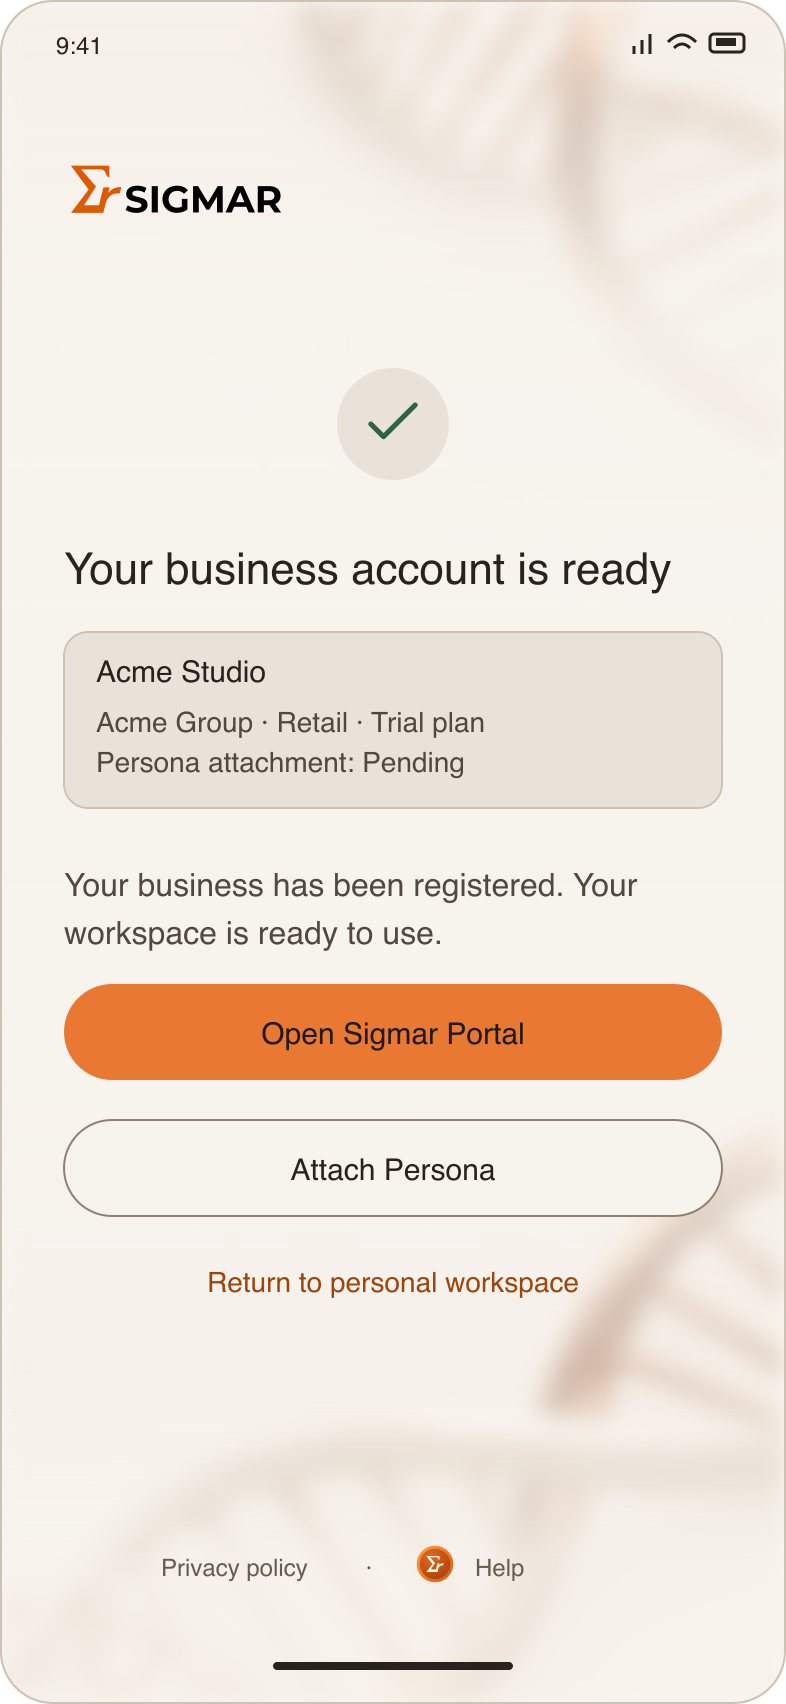 9:41
Σr SIGMAR
Your business account is ready
Acme Studio
Acme Group · Retail · Trial plan
Persona attachment: Pending
Your business has been registered. Your
workspace is ready to use.
Open Sigmar Portal
Attach Persona
Return to personal workspace
Privacy policy · Σr Help